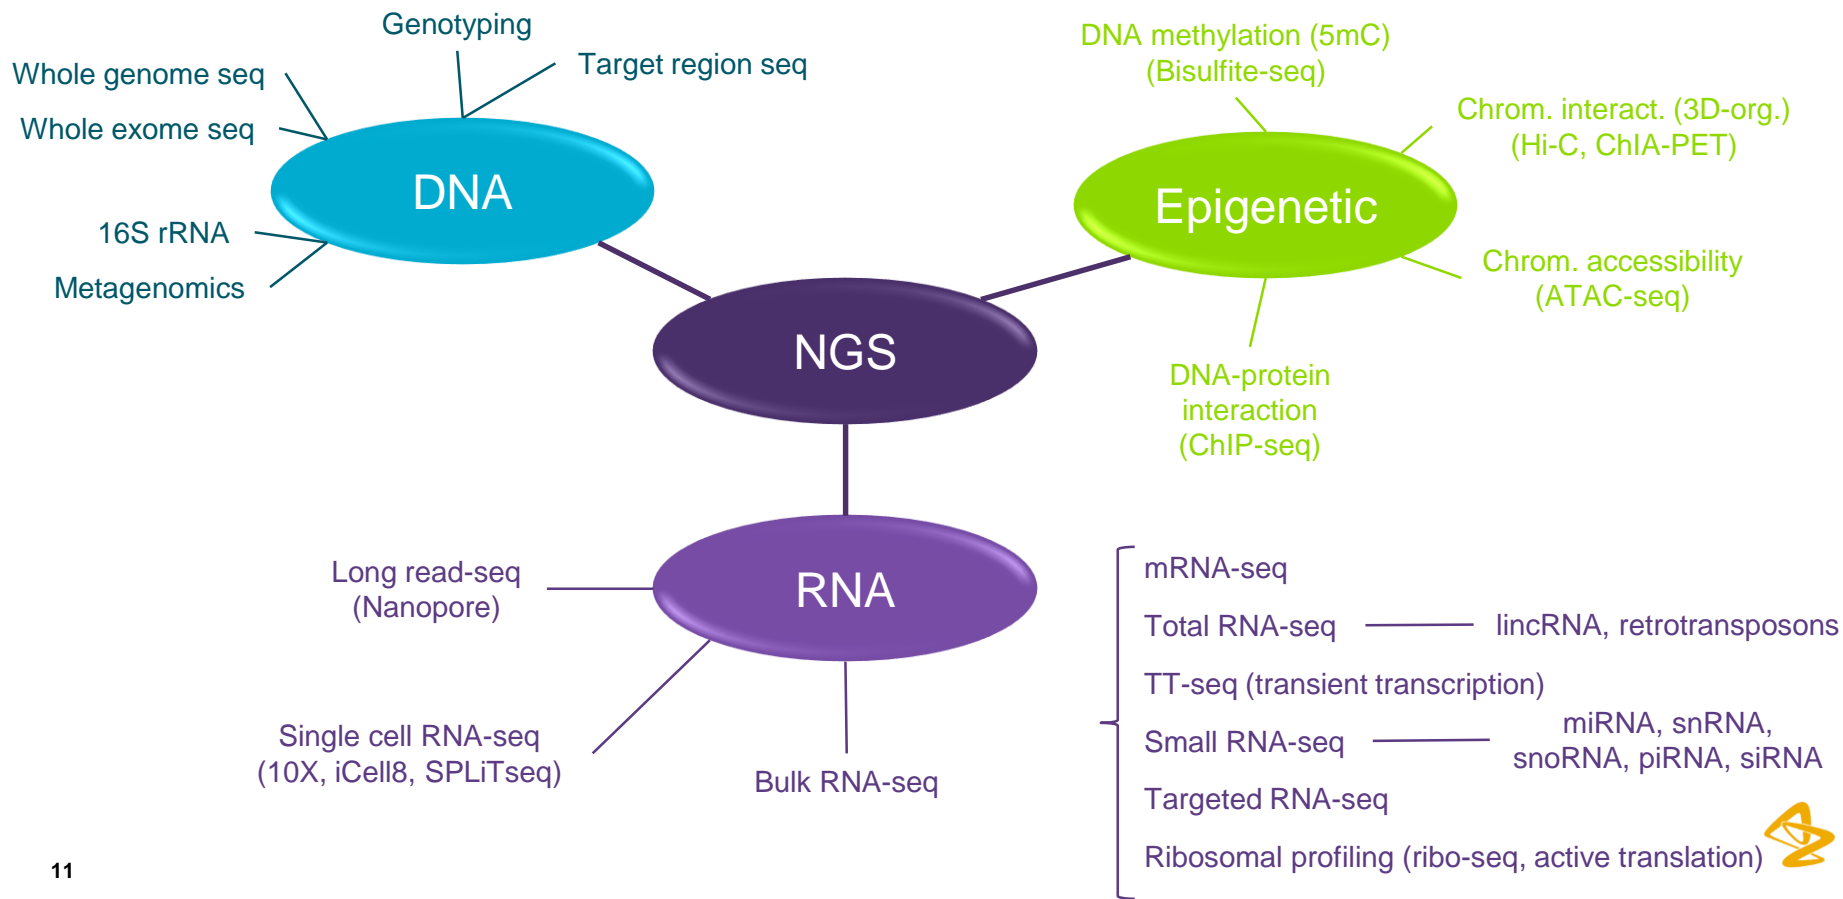 Genotyping
Target region seq
Whole genome seq
Whole exome seq
DNA
16S rRNA
Metagenomics
DNA methylation (5mC)
(Bisulfite-seq)
Chrom. interact. (3D-org.)
(Hi-C, ChIA-PET)
Epigenetic
Chrom. accessibility
(ATAC-seq)
DNA-protein
interaction
(ChIP-seq)
NGS
RNA
Long read-seq
(Nanopore)
Single cell RNA-seq
(10X, iCell8, SPLiTseq)
Bulk RNA-seq
mRNA-seq
Total RNA-seq
lincRNA, retrotransposons
TT-seq (transient transcription)
Small RNA-seq
miRNA, snRNA,
snoRNA, piRNA, siRNA
Targeted RNA-seq
Ribosomal profiling (ribo-seq, active translation)
11